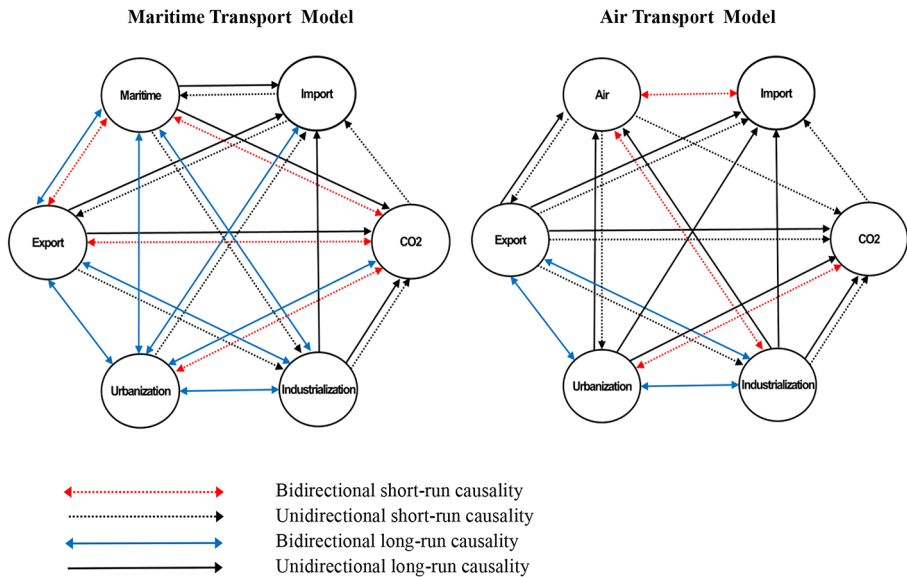 Maritime Transport Model
Air Transport Model
Maritime
Import
Export
CO2
Urbanization
Industrialization
Air
Import
Export
CO2
Urbanization
Industrialization
Bidirectional short-run causality
Unidirectional short-run causality
Bidirectional long-run causality
Unidirectional long-run causality